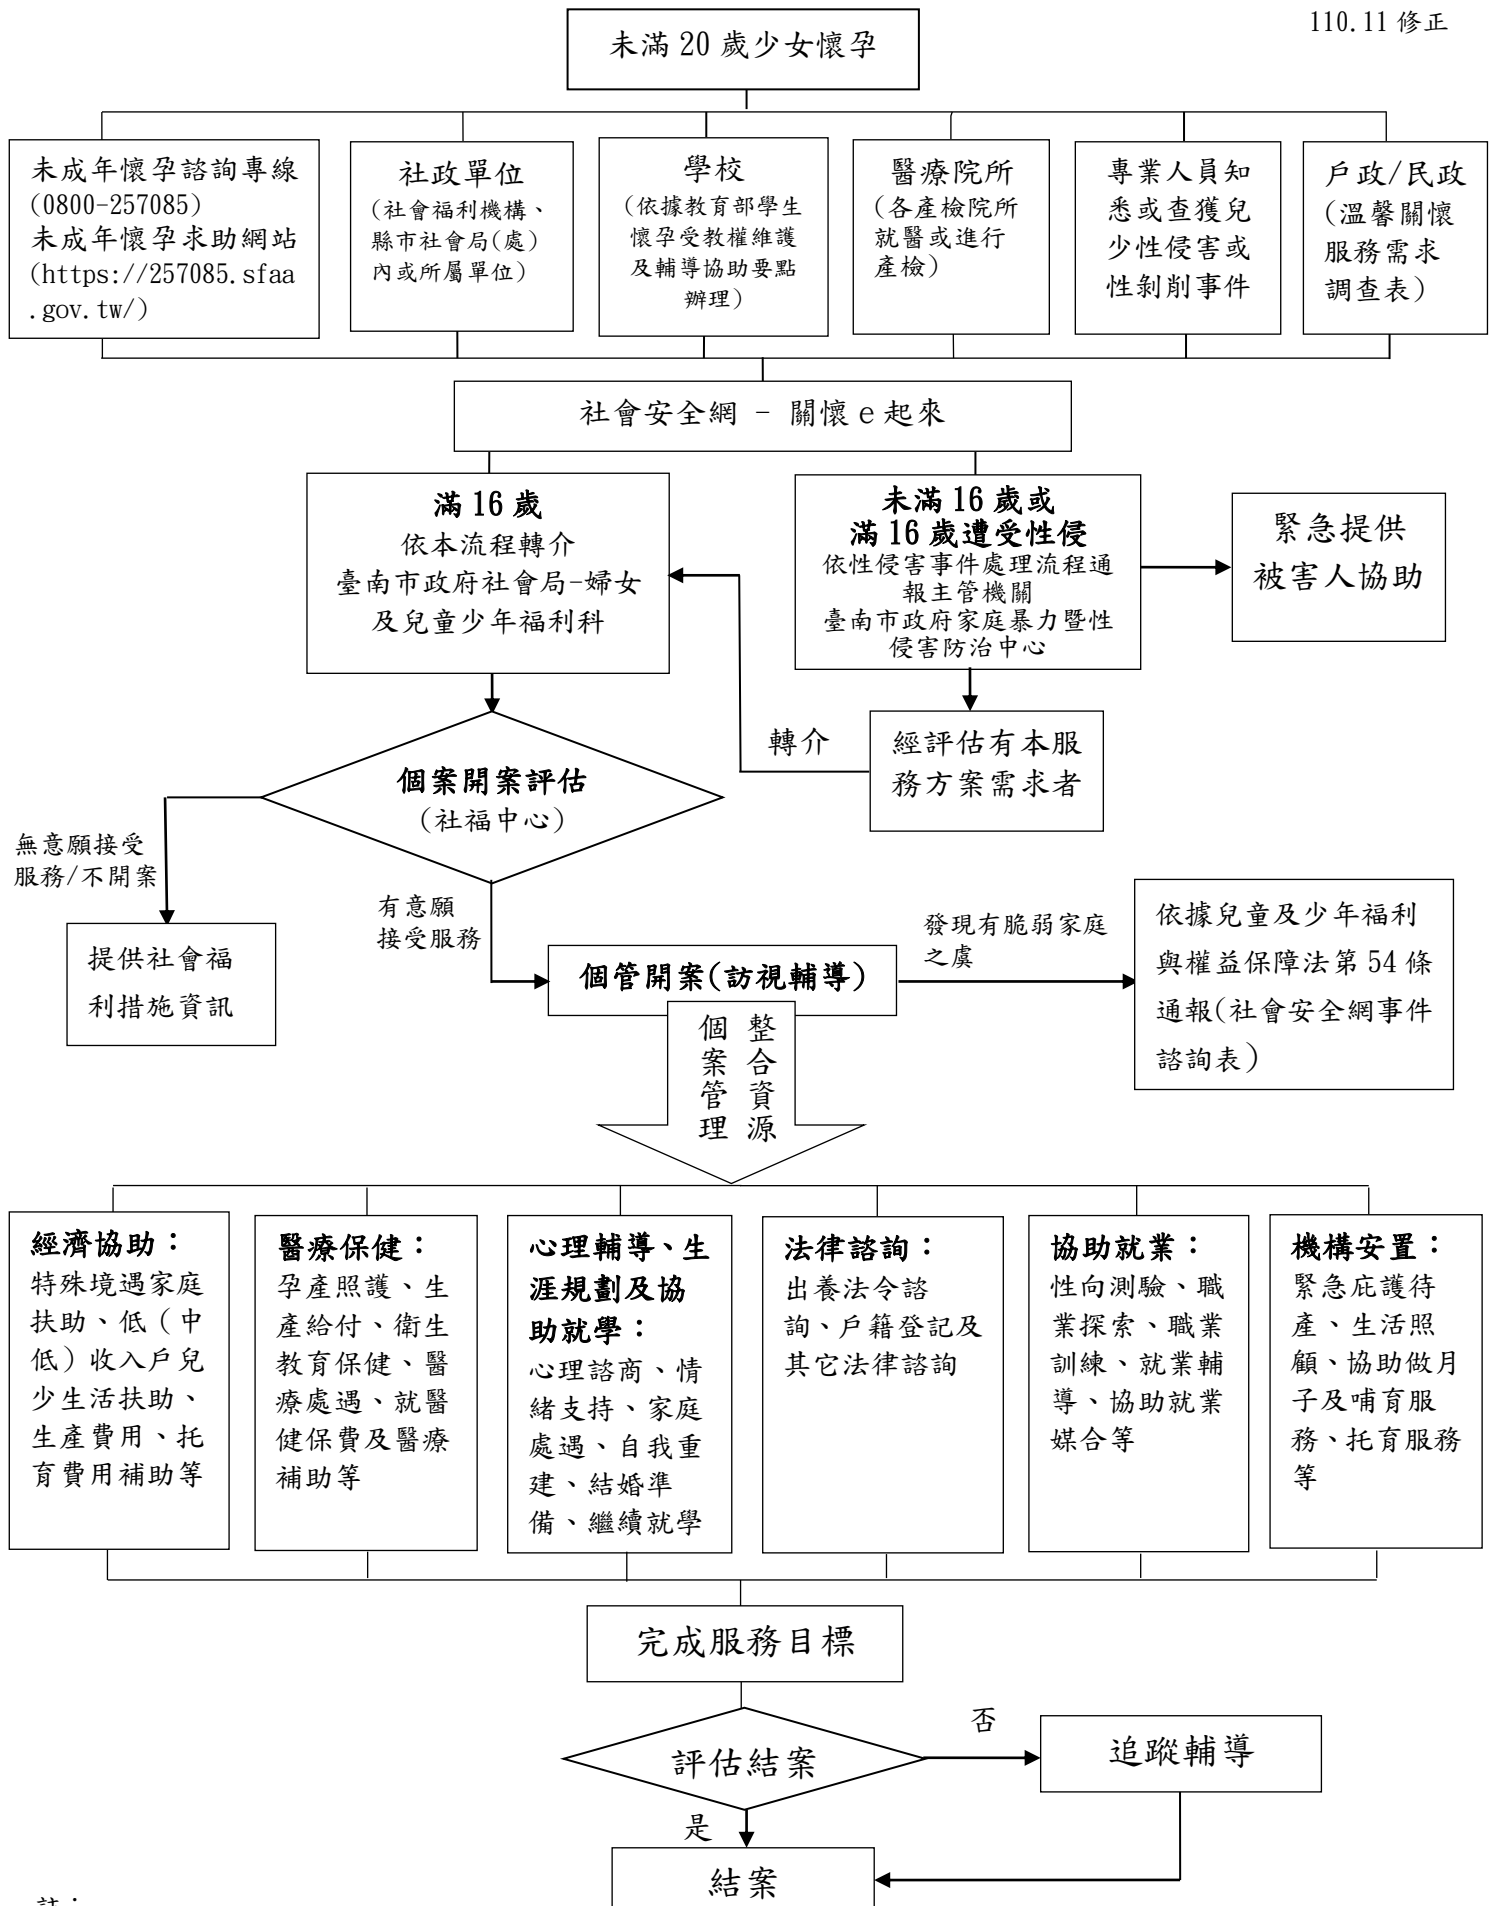 110.11 修正
未滿 20 歲少女懷孕
未成年懷孕諮詢專線
(0800-257085)
未成年懷孕求助網站
(https://257085.sfaa
.gov.tw/)
社政單位
(社會福利機構、
縣市社會局(處)
內或所屬單位)
學校
(依據教育部學生
懷孕受教權維護
及輔導協助要點
辦理)
醫療院所
(各產檢院所
就醫或進行
產檢)
專業人員知
悉或查獲兒
少性侵害或
性剝削事件
戶政/民政
(溫馨關懷
服務需求
調查表)
社會安全網 - 關懷 e 起來
滿 16 歲
依本流程轉介
臺南市政府社會局-婦女
及兒童少年福利科
未滿 16 歲或
滿 16 歲遭受性侵
依性侵害事件處理流程通
報主管機關
臺南市政府家庭暴力暨性
侵害防治中心
緊急提供
被害人協助
轉介
經評估有本服
務方案需求者
個案開案評估
(社福中心)
無意願接受
服務/不開案
提供社會福
利措施資訊
有意願
接受服務
個管開案(訪視輔導)
發現有脆弱家庭
之虞
依據兒童及少年福利
與權益保障法第 54 條
通報(社會安全網事件
諮詢表)
個案管理
整合資源
經濟協助：
特殊境遇家庭
扶助、低（中
低）收入戶兒
少生活扶助、
生產費用、托
育費用補助等
醫療保健：
孕產照護、生
產給付、衛生
教育保健、醫
療處遇、就醫
健保費及醫療
補助等
心理輔導、生
涯規劃及協
助就學：
心理諮商、情
緒支持、家庭
處遇、自我重
建、結婚準
備、繼續就學
法律諮詢：
出養法令諮
詢、戶籍登記及
其它法律諮詢
協助就業：
性向測驗、職
業探索、職業
訓練、就業輔
導、協助就業
媒合等
機構安置：
緊急庇護待
產、生活照
顧、協助做月
子及哺育服
務、托育服務
等
完成服務目標
評估結案
否
追蹤輔導
是
結案